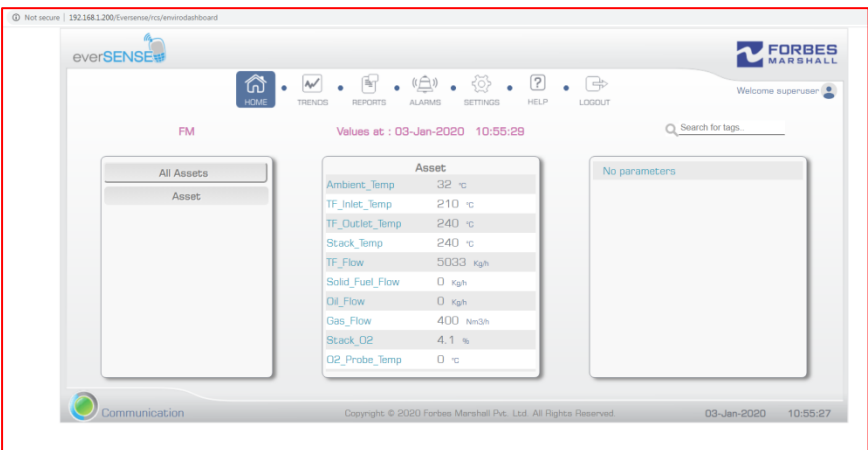 Not secure | 192.168.1.200/Eversense/rcs/envirodashboard
everSENSE
FORBES
MARSHALL
HOME
TRENDS
REPORTS
ALARMS
SETTINGS
HELP
LOGOUT
Welcome superuser
FM
Values at : 03-Jan-2020 10:55:29
Search for tags..
All Assets
Asset
Asset
Ambient_Temp 32 °C
TF_Inlet_Temp 210 °C
TF_Outlet_Temp 240 °C
Stack_Temp 240 °C
TF_Flow 5033 Kg/h
Solid_Fuel_Flow 0 Kg/h
Oil_Flow 0 Kg/h
Gas_Flow 400 Nm3/h
Stack_O2 4.1 %
O2_Probe_Temp 0 °C
No parameters
Communication
Copyright © 2020 Forbes Marshall Pvt. Ltd. All Rights Reserved.
03-Jan-2020 10:55:27